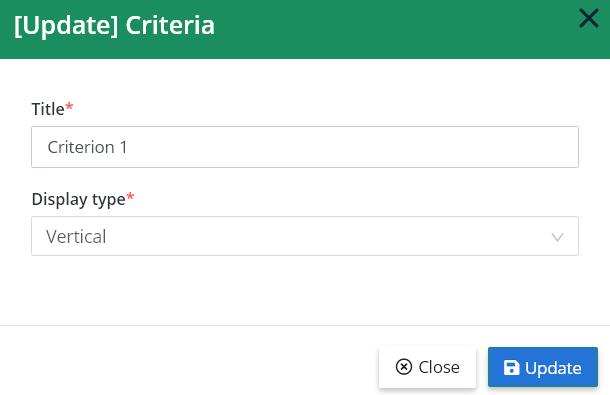 [Update] Criteria
Title*
Criterion 1
Display type*
Vertical
Close
Update